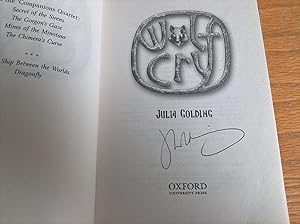 the Companions Quartet:
Secret of the Sirens
The Gorgon's Gaze
Mines of the Minotaur
The Chimera's Curse
Ship Between the Worlds
Dragonfly
WOLF
CRY
JULIA GOLDING
OXFORD
UNIVERSITY PRESS